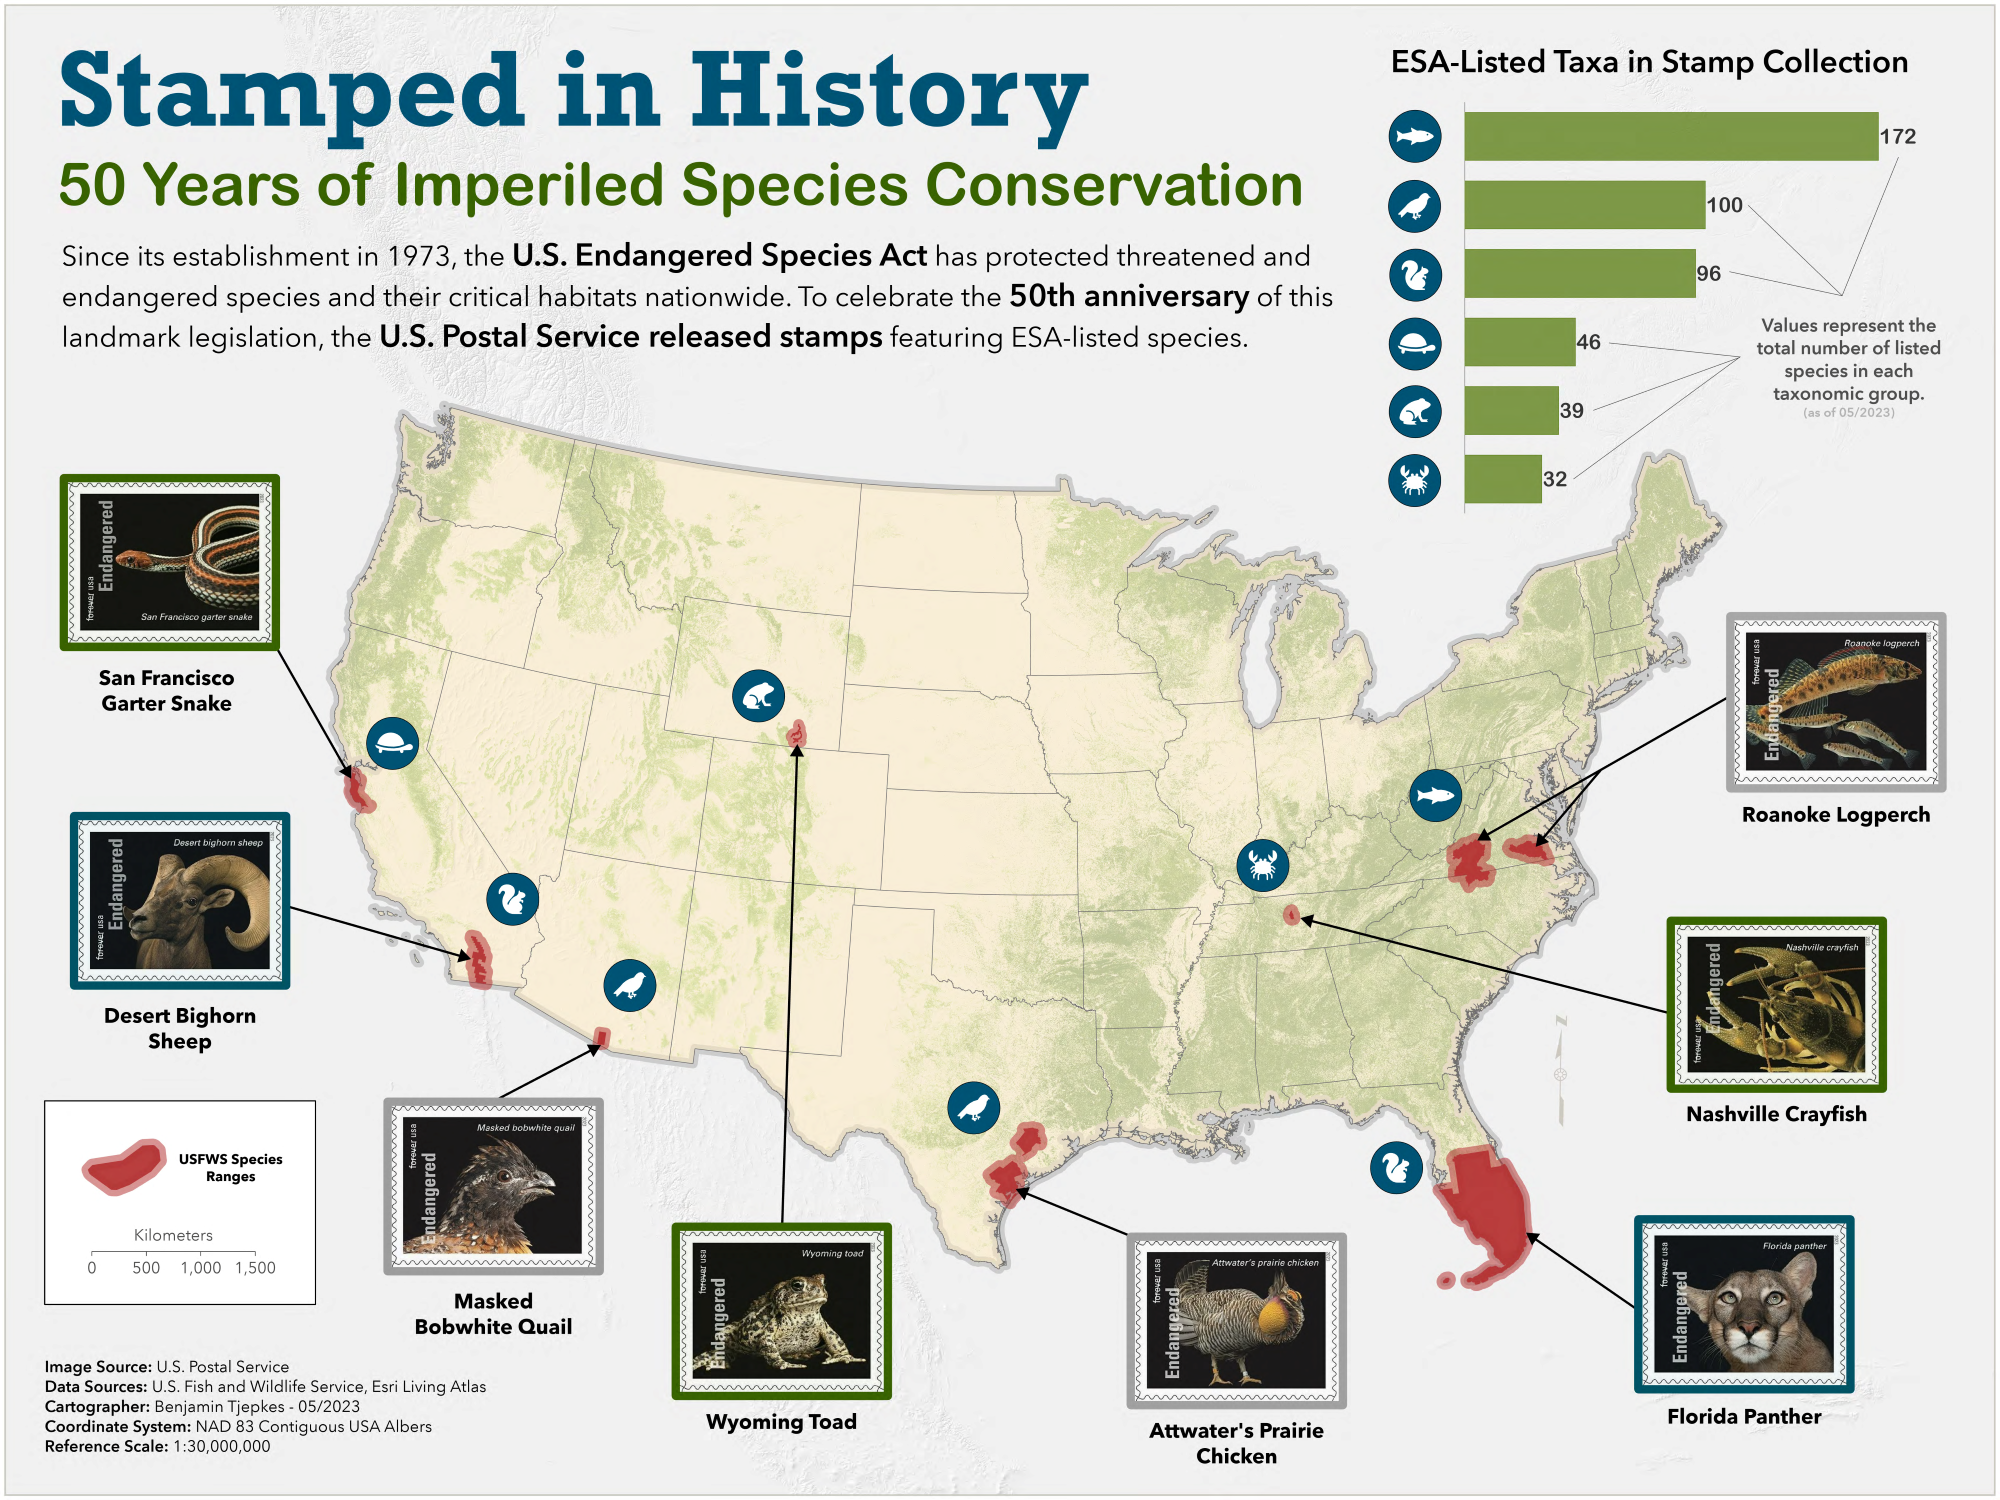 Stamped in History
50 Years of Imperiled Species Conservation
Since its establishment in 1973, the U.S. Endangered Species Act has protected threatened and
endangered species and their critical habitats nationwide. To celebrate the 50th anniversary of this
landmark legislation, the U.S. Postal Service released stamps featuring ESA-listed species.
ESA-Listed Taxa in Stamp Collection
172
100
96
46
39
32
Values represent the
total number of listed
species in each
taxonomic group.
(as of 05/2023)
Endangered
forever usa
San Francisco garter snake
San Francisco
Garter Snake
Desert bighorn sheep
Endangered
forever usa
Desert Bighorn
Sheep
Roanoke logperch
forever usa
Endangered
Roanoke Logperch
Nashville crayfish
Endangered
forever usa
Nashville Crayfish
USFWS Species
Ranges
Kilometers
0 500 1,000 1,500
Masked bobwhite quail
forever usa
Endangered
Masked
Bobwhite Quail
Wyoming toad
forever usa
Endangered
Wyoming Toad
Attwater's prairie chicken
forever usa
Endangered
Attwater's Prairie
Chicken
Florida panther
forever usa
Endangered
Florida Panther
Image Source: U.S. Postal Service
Data Sources: U.S. Fish and Wildlife Service, Esri Living Atlas
Cartographer: Benjamin Tjepkes - 05/2023
Coordinate System: NAD 83 Contiguous USA Albers
Reference Scale: 1:30,000,000